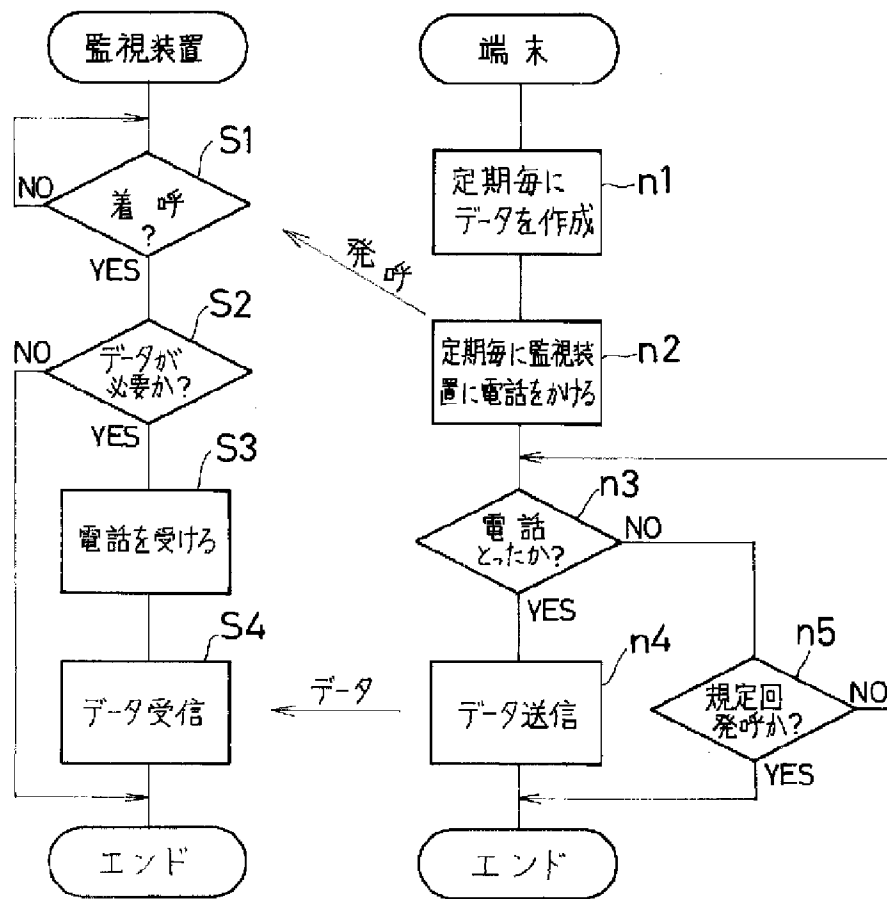 監視装置
S1
着呼
?
NO
YES
S2
データが
必要か?
NO
YES
S3
電話を受ける
S4
データ受信
エンド
端末
n1
定期毎に
データを作成
発呼
n2
定期毎に監視装
置に電話をかける
n3
電話
とったか?
NO
YES
n4
データ送信
データ
n5
規定回
発呼か?
NO
YES
エンド